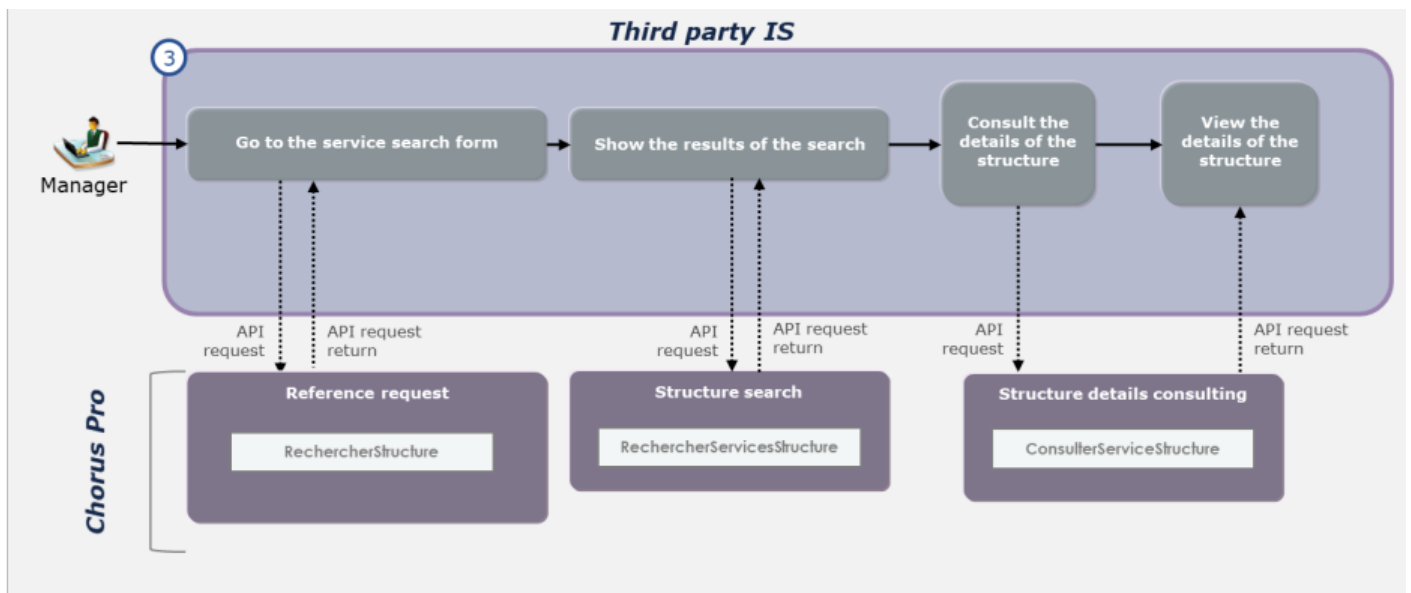 Third party IS
3
Manager
Go to the service search form
Show the results of the search
Consult the
details of the
structure
View the
details of the
structure
API
request
API request
return
API
request
API request
return
API
request
API request
return
Chorus Pro
Reference request
RechercherStructure
Structure search
RechercherServicesStructure
Structure details consulting
ConsulterServiceStructure